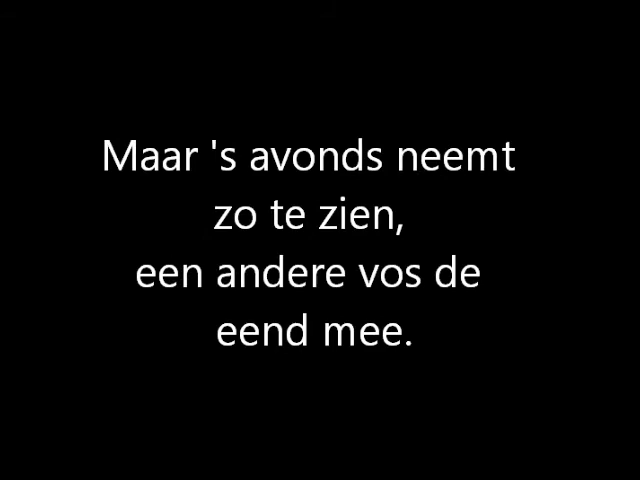 Maar 's avonds neemt
zo te zien,
een andere vos de
eend mee.